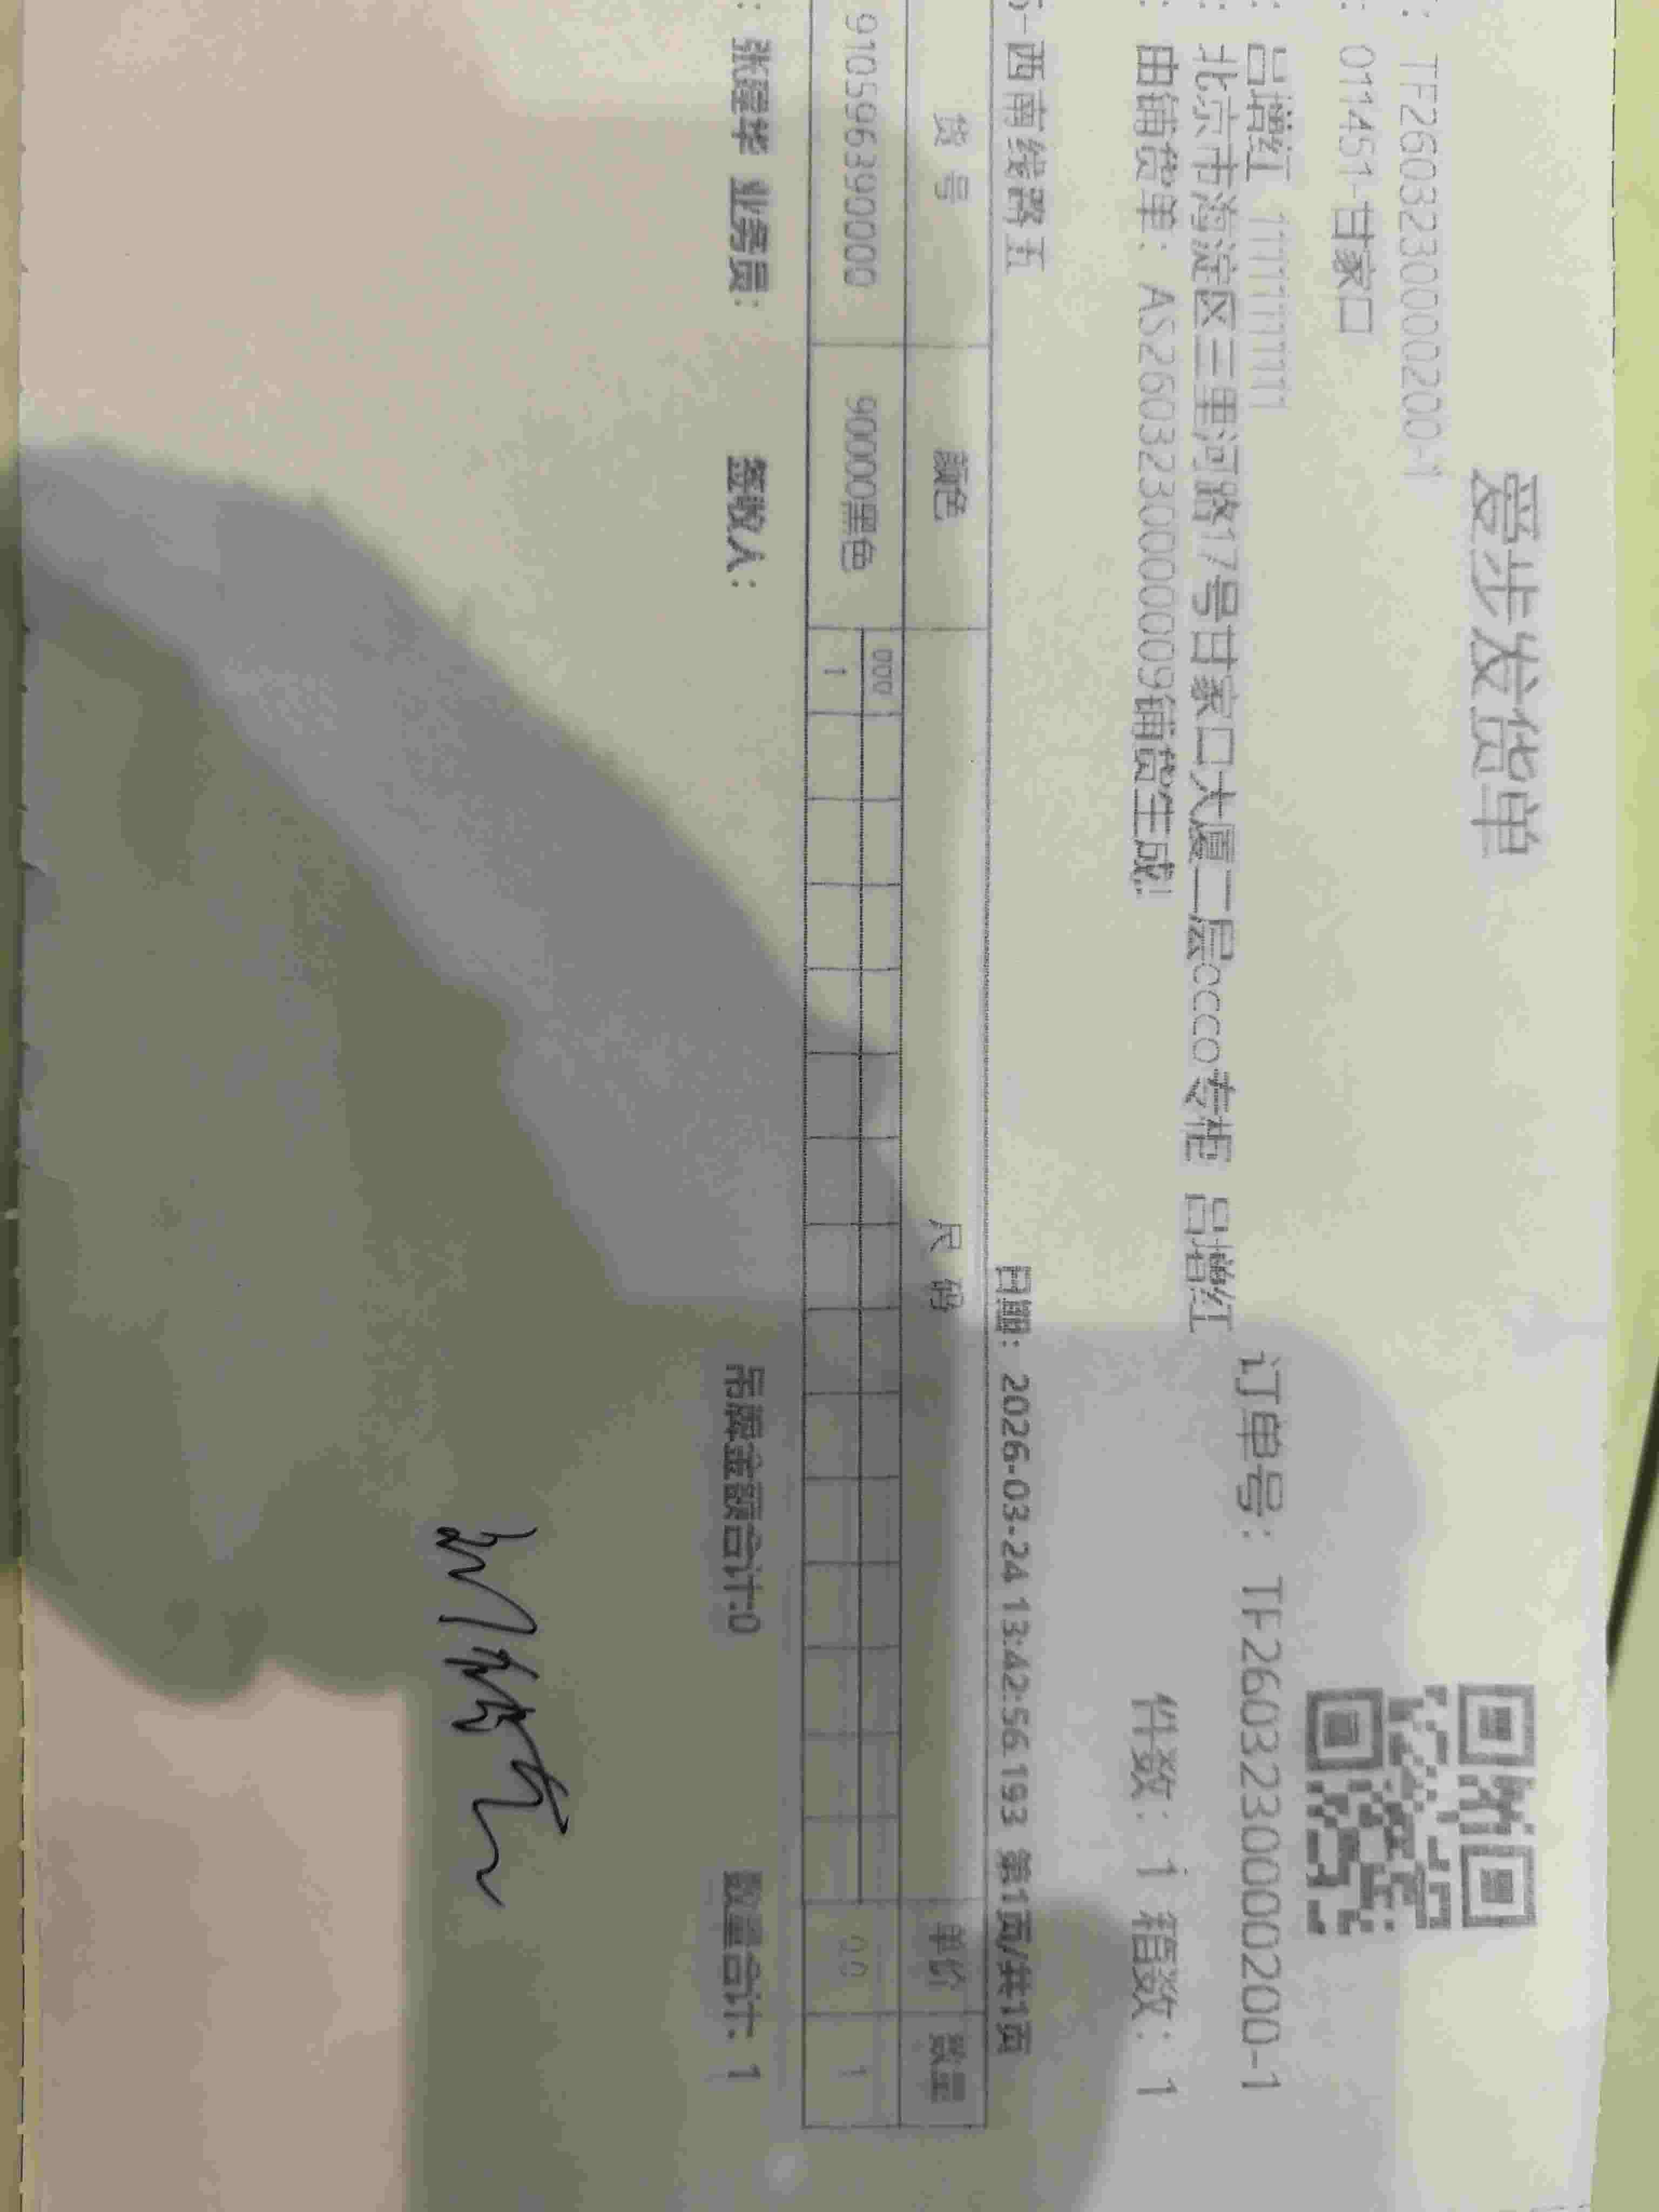 爱步发货单
: TF2603230000200-1
: 011451-甘家口
: 吕增红 11111111111 订单号: TF26032300000200-1
: 北京市海淀区三里河路17号甘家口大厦二层ecco专柜 吕增红
: 由铺货单: AS26032300000009铺货生成! 件数: 1 箱数: 1
-西南线路五 日期: 2026-03-24 13:42:56.193 第1页/共1页
货号 颜色 尺码 单价 数量
910596390000 90000黑色 000 0.0 1
1
: 业务员: 签收人: 吊牌金额合计:0 数量合计: 1